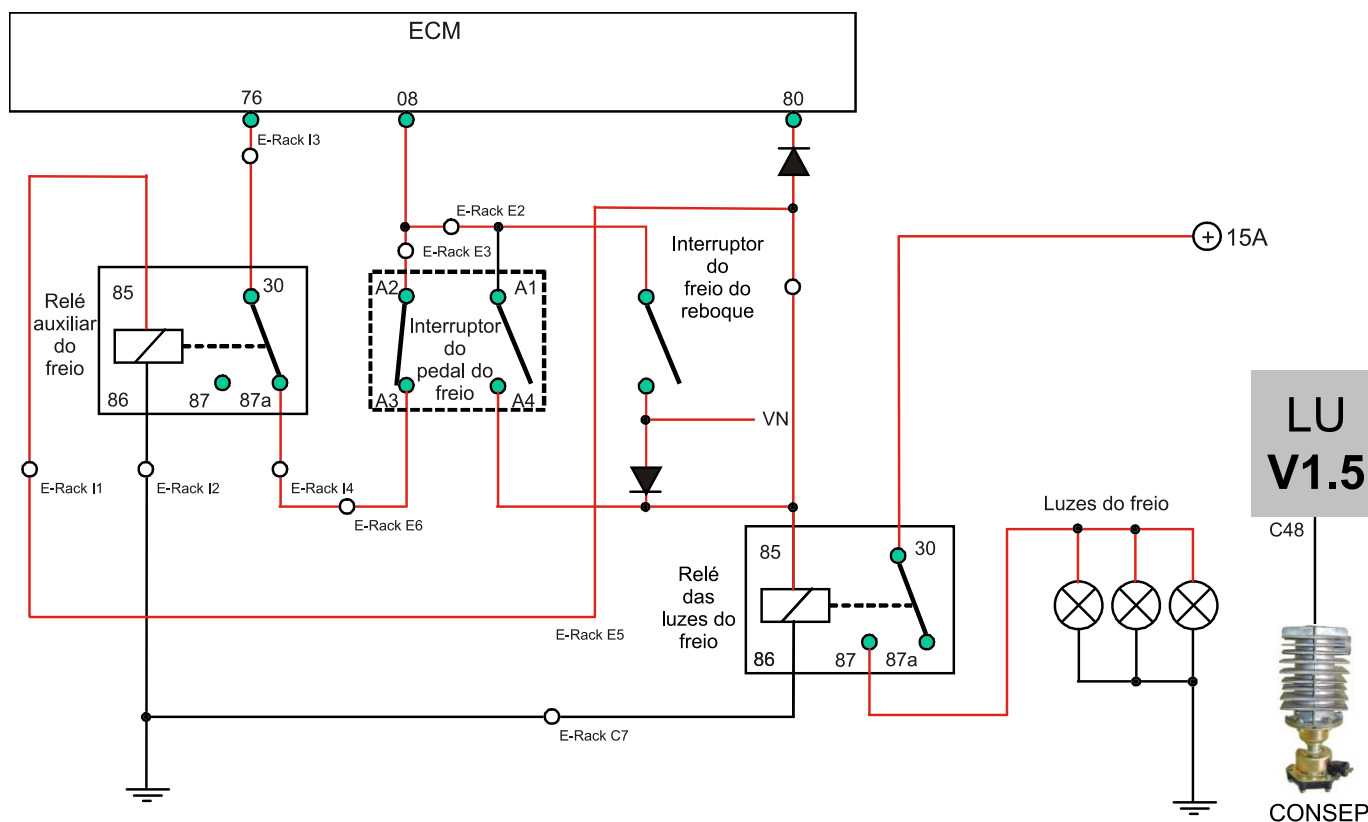 ECM
76
08
80
E-Rack I3
E-Rack E2
E-Rack E3
Interruptor
do
freio do
reboque
15A
85
30
A2
A1
Relé
auxiliar
do
freio
Interruptor
do
pedal do
freio
86
87
87a
A3
A4
VN
E-Rack I1
E-Rack I2
E-Rack I4
E-Rack E6
LU
V1.5
C48
Luzes do freio
85
30
Relé
das
luzes do
freio
E-Rack E5
86
87
87a
E-Rack C7
CONSEP